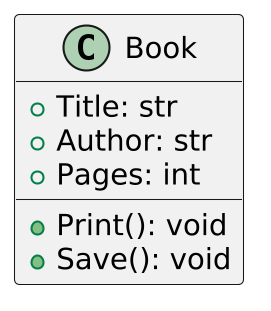 C Book
Title: str
Author: str
Pages: int
Print(): void
Save(): void